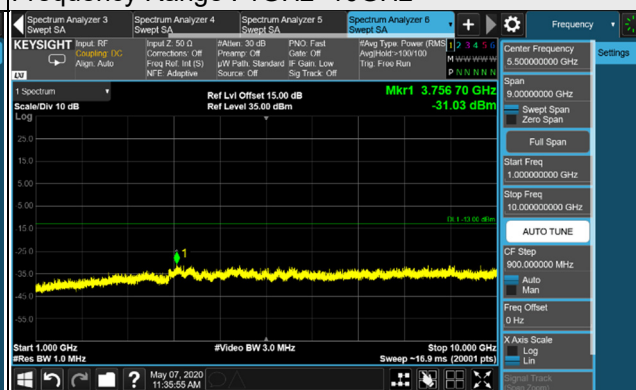 Spectrum Analyzer 3
Swept SA
Spectrum Analyzer 4
Swept SA
Spectrum Analyzer 5
Swept SA
Spectrum Analyzer 6
Swept SA
+
Frequency
KEYSIGHT
Input: RF
Coupling: DC
Align: Auto
Input Z: 50 Ω
Corrections: Off
Freq Ref: Int (S)
NFE: Adaptive
#Atten: 30 dB
Preamp: Off
µW Path: Standard
Source: Off
PNO: Fast
Gate: Off
IF Gain: Low
Sig Track: Off
#Avg Type: Power (RMS
Avg|Hold:>100/100
Trig: Free Run
1 2 3 4 5 6
M W W W W W
P N N N N N
LXI
Center Frequency
5.500000000 GHz
Settings
Span
9.00000000 GHz
Swept Span
Zero Span
Full Span
Start Freq
1.000000000 GHz
Stop Freq
10.000000000 GHz
AUTO TUNE
CF Step
900.000000 MHz
Auto
Man
Freq Offset
0 Hz
X Axis Scale
Log
Lin
Signal Track
(Span Zoom)
1 Spectrum
Scale/Div 10 dB
Log
Ref Lvl Offset 15.00 dB
Ref Level 35.00 dBm
Mkr1 3.756 70 GHz
-31.03 dBm
25.0
15.0
5.00
-5.00
DL1 -13.00 dBm
-15.0
1
-25.0
-35.0
-45.0
-55.0
Start 1.000 GHz
#Res BW 1.0 MHz
#Video BW 3.0 MHz
Stop 10.000 GHz
Sweep ~16.9 ms (20001 pts)
?
May 07, 2020
11:35:55 AM